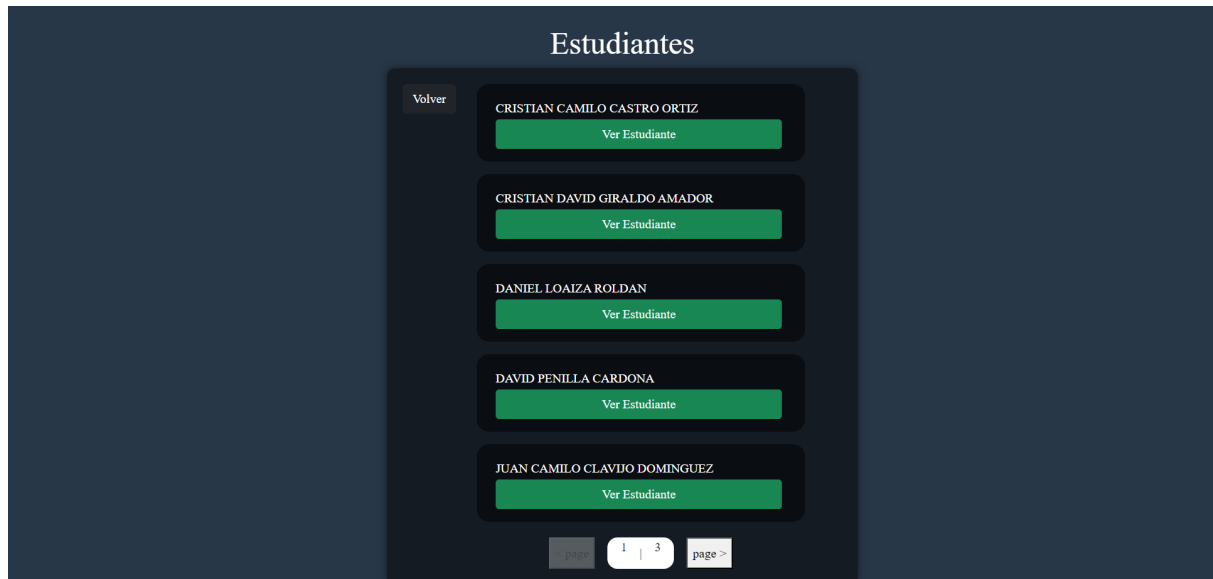 Estudiantes
Volver
CRISTIAN CAMILO CASTRO ORTIZ
Ver Estudiante
CRISTIAN DAVID GIRALDO AMADOR
Ver Estudiante
DANIEL LOAIZA ROLDAN
Ver Estudiante
DAVID PENILLA CARDONA
Ver Estudiante
JUAN CAMILO CLAVIJO DOMINGUEZ
Ver Estudiante
< page 1 | 3 page >